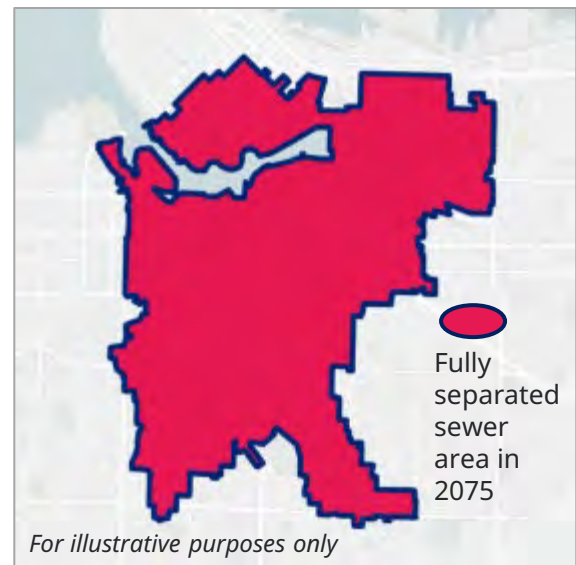 Fully
separated
sewer
area in
2075
For illustrative purposes only